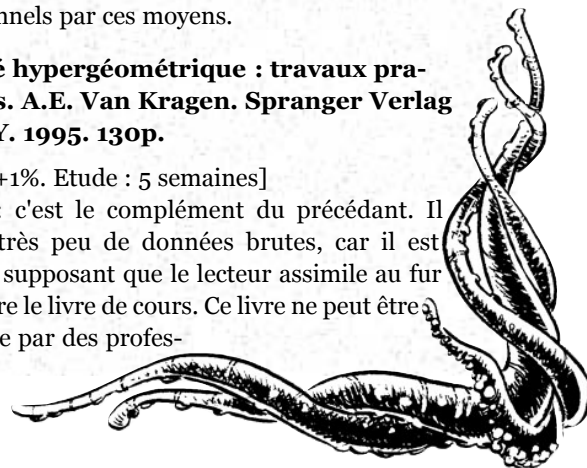 nnels par ces moyens.
é hypergéométrique : travaux pra-
s. A.E. Van Kragen. Spranger Verlag
Y. 1995. 130p.
+1%. Etude : 5 semaines]
: c'est le complément du précédant. Il
très peu de données brutes, car il est
supposant que le lecteur assimile au fur
re le livre de cours. Ce livre ne peut être
e par des profes-